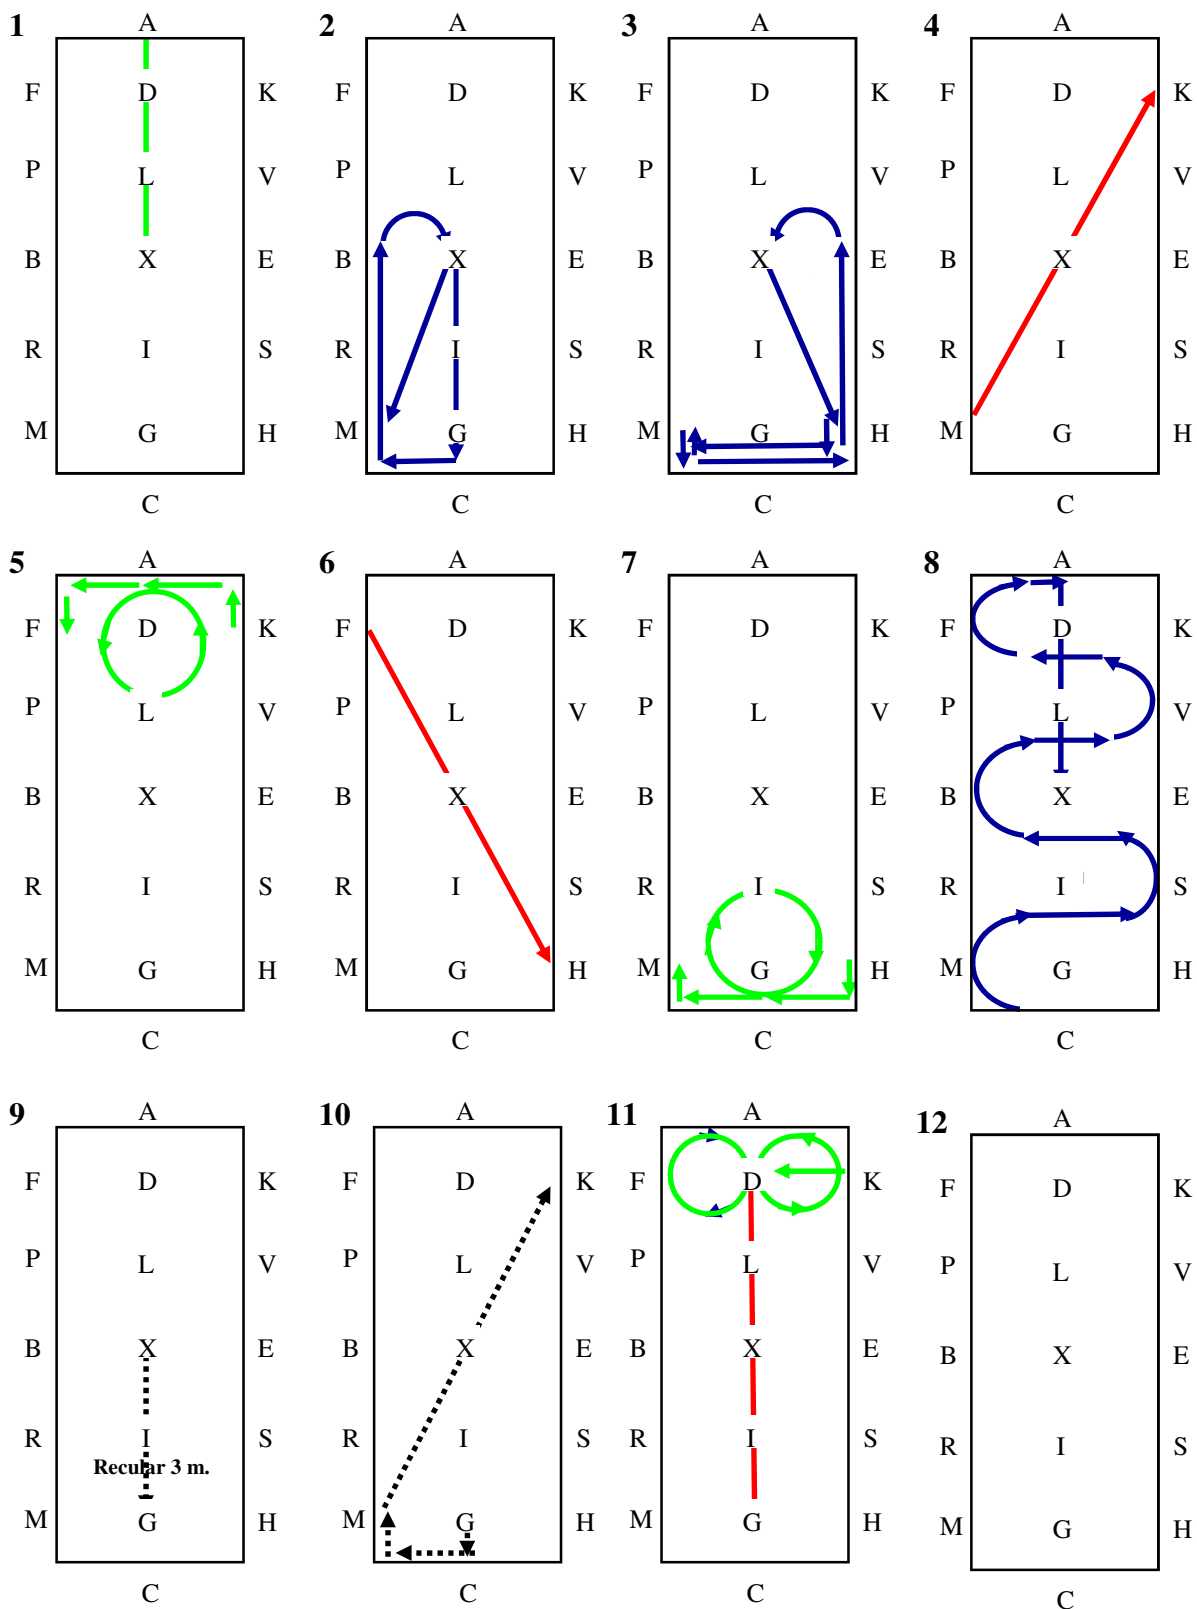 1 A 2 A 3 A 4 A
F D K F D K F D K F D K
P L V P L V P L V P L V
B X E B X E B X E B X E
R I S R I S R I S R I S
M G H M G H M G H M G H
C C C C
5 A 6 A 7 A 8 A
F D K F D K F D K F D K
P L V P L V P L V P L V
B X E B X E B X E B X E
R I S R I S R I S R I S
M G H M G H M G H M G H
C C C C
9 A 10 A 11 A 12 A
F D K F D K F D K F D K
P L V P L V P L V P L V
B X E B X E B X E B X E
R I S R I S R I S R I S
Recular 3 m.
M G H M G H M G H M G H
C C C C